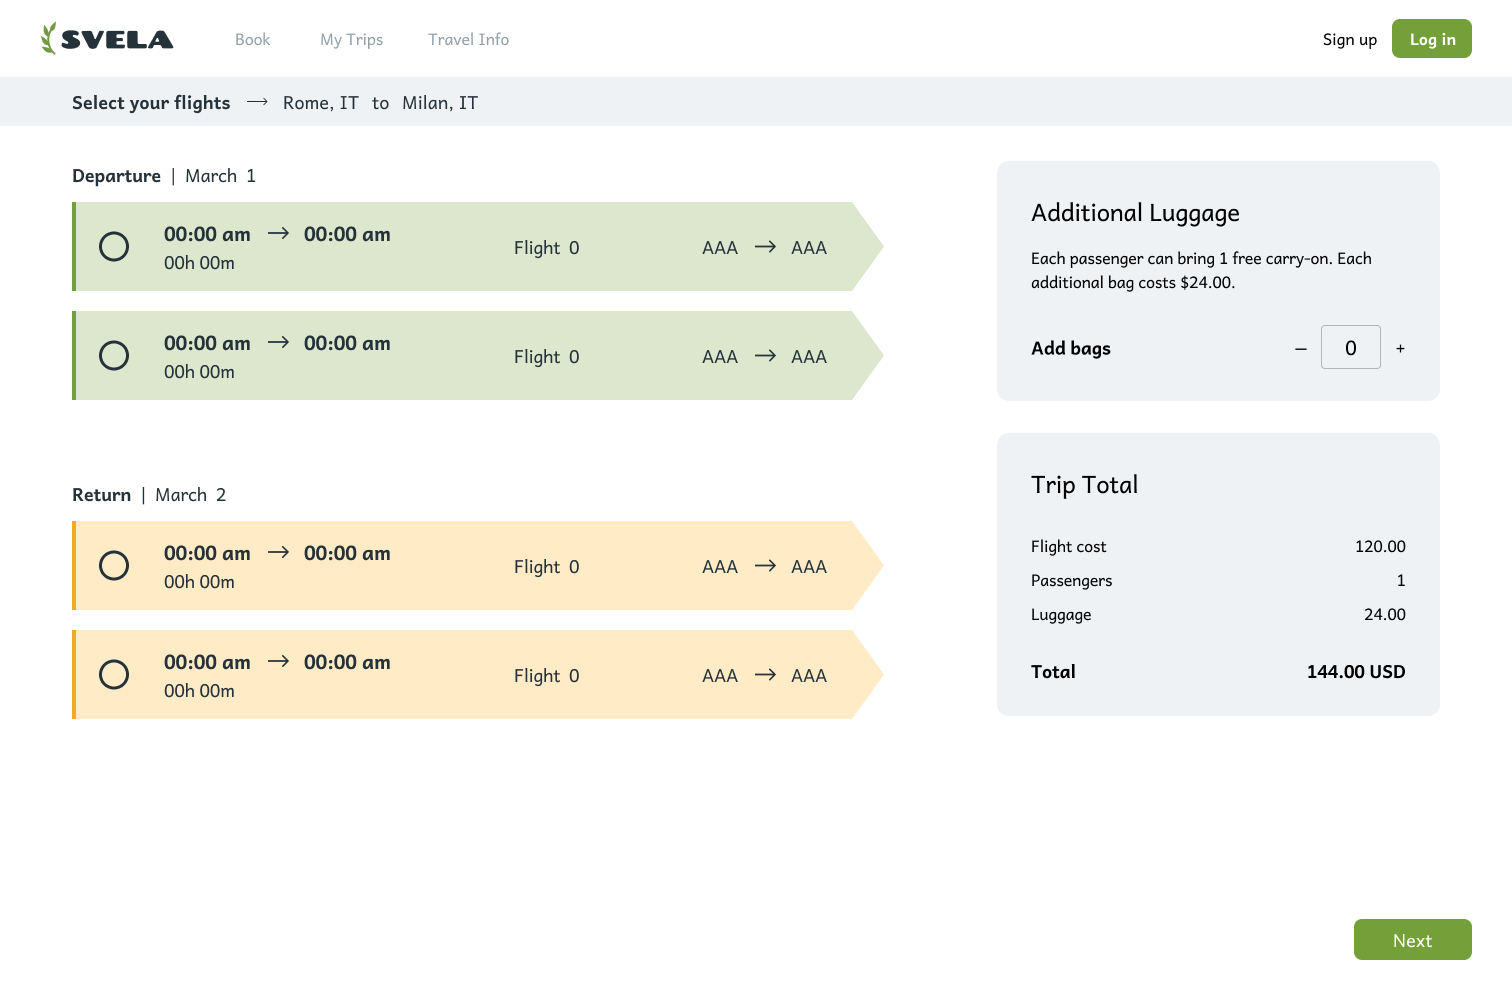 SVELA Book My Trips Travel Info Sign up Log in
Select your flights → Rome, IT to Milan, IT
Departure | March 1
00:00 am → 00:00 am
00h 00m
Flight 0
AAA → AAA
00:00 am → 00:00 am
00h 00m
Flight 0
AAA → AAA
Return | March 2
00:00 am → 00:00 am
00h 00m
Flight 0
AAA → AAA
00:00 am → 00:00 am
00h 00m
Flight 0
AAA → AAA
Additional Luggage
Each passenger can bring 1 free carry-on. Each
additional bag costs $24.00.
Add bags – 0 +
Trip Total
Flight cost 120.00
Passengers 1
Luggage 24.00
Total 144.00 USD
Next